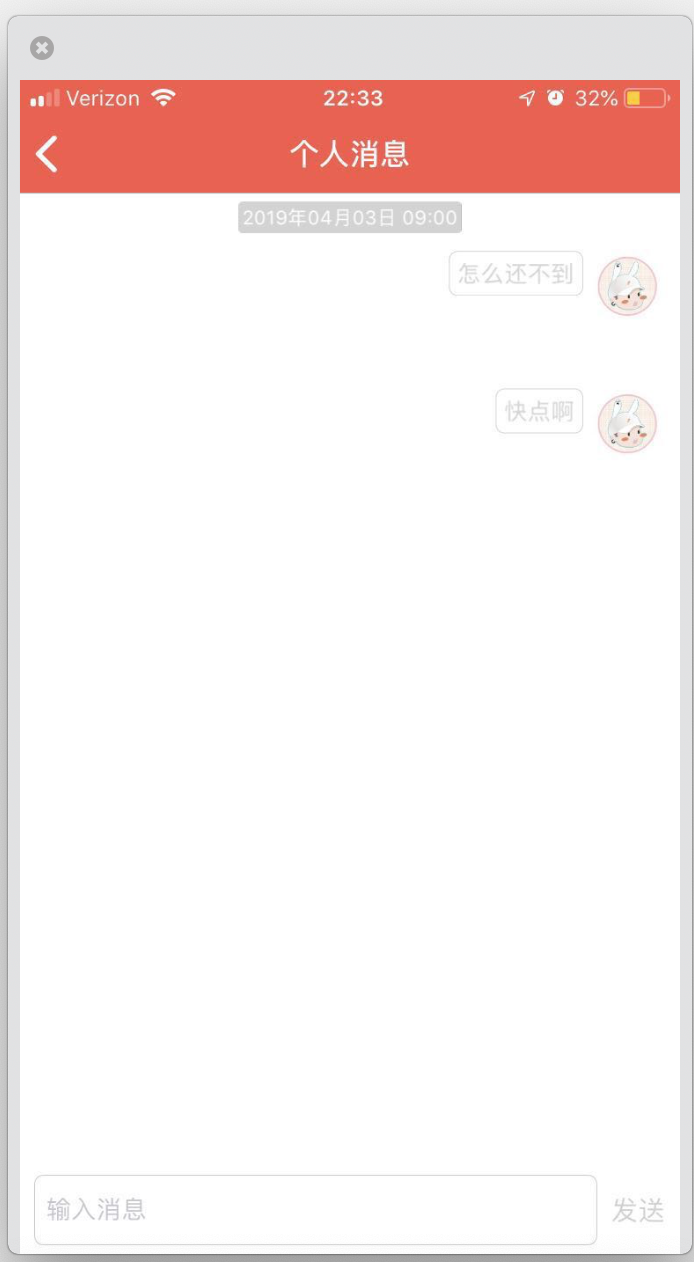 Verizon 22:33 32%
个人消息
2019年04月03日 09:00
怎么还不到
快点啊
输入消息 发送